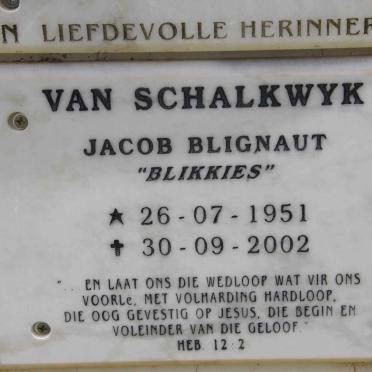 N LIEFDEVOLLE HERINNER
VAN SCHALKWYK
JACOB BLIGNAUT
"BLIKKIES"
★ 26-07-1951
✝ 30-09-2002
"... EN LAAT ONS DIE WEDLOOP WAT VIR ONS
VOORLê, MET VOLHARDING HARDLOOP,
DIE OOG GEVESTIG OP JESUS, DIE BEGIN EN
VOLEINDER VAN DIE GELOOF."
HEB. 12:2